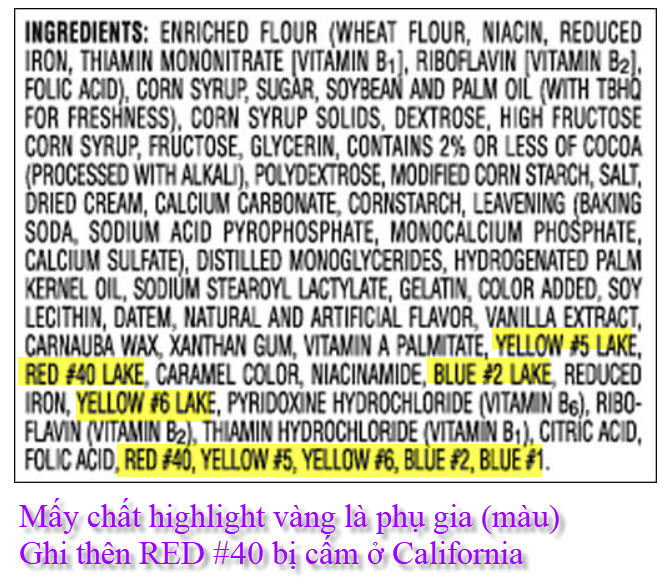 INGREDIENTS: ENRICHED FLOUR (WHEAT FLOUR, NIACIN, REDUCED
IRON, THIAMIN MONONITRATE [VITAMIN B1], RIBOFLAVIN [VITAMIN B2],
FOLIC ACID), CORN SYRUP, SUGAR, SOYBEAN AND PALM OIL (WITH TBHQ
FOR FRESHNESS), CORN SYRUP SOLIDS, DEXTROSE, HIGH FRUCTOSE
CORN SYRUP, FRUCTOSE, GLYCERIN, CONTAINS 2% OR LESS OF COCOA
(PROCESSED WITH ALKALI), POLYDEXTROSE, MODIFIED CORN STARCH, SALT,
DRIED CREAM, CALCIUM CARBONATE, CORNSTARCH, LEAVENING (BAKING
SODA, SODIUM ACID PYROPHOSPHATE, MONOCALCIUM PHOSPHATE,
CALCIUM SULFATE), DISTILLED MONOGLYCERIDES, HYDROGENATED PALM
KERNEL OIL, SODIUM STEAROYL LACTYLATE, GELATIN, COLOR ADDED, SOY
LECITHIN, DATEM, NATURAL AND ARTIFICIAL FLAVOR, VANILLA EXTRACT,
CARNAUBA WAX, XANTHAN GUM, VITAMIN A PALMITATE, YELLOW #5 LAKE,
RED #40 LAKE, CARAMEL COLOR, NIACINAMIDE, BLUE #2 LAKE, REDUCED
IRON, YELLOW #6 LAKE, PYRIDOXINE HYDROCHLORIDE (VITAMIN B6), RIBO-
FLAVIN (VITAMIN B2), THIAMIN HYDROCHLORIDE (VITAMIN B1), CITRIC ACID,
FOLIC ACID, RED #40, YELLOW #5, YELLOW #6, BLUE #2, BLUE #1.
Mấy chất highlight vàng là phụ gia (màu)
Ghi thên RED #40 bị cấm ở California